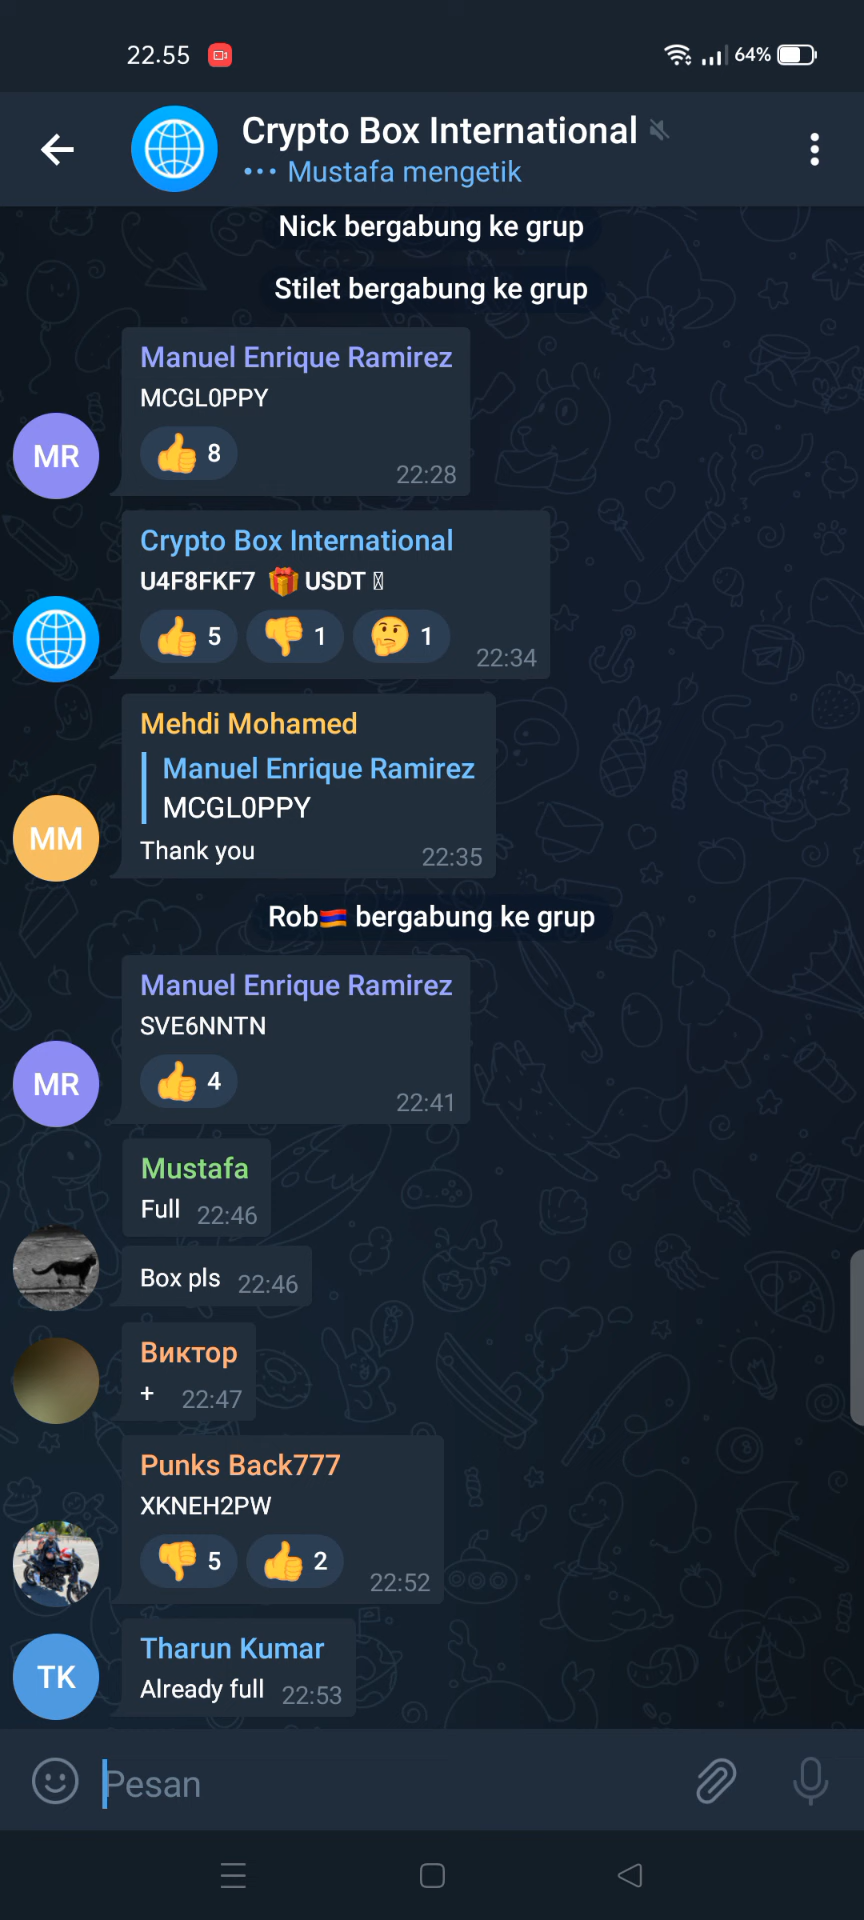 22.55
64%
Crypto Box International
Mustafa mengetik
Nick bergabung ke grup
Stilet bergabung ke grup
Manuel Enrique Ramirez
MCGL0PPY
8
22:28
MR
Crypto Box International
U4F8FKF7 🎁 USDT
5 1 1
22:34
Mehdi Mohamed
Manuel Enrique Ramirez
MCGL0PPY
Thank you 22:35
MM
Rob🇦🇲 bergabung ke grup
Manuel Enrique Ramirez
SVE6NNTN
4
22:41
MR
Mustafa
Full 22:46
Box pls 22:46
Виктор
+ 22:47
Punks Back777
XKNEH2PW
5 2
22:52
Tharun Kumar
Already full 22:53
TK
Pesan